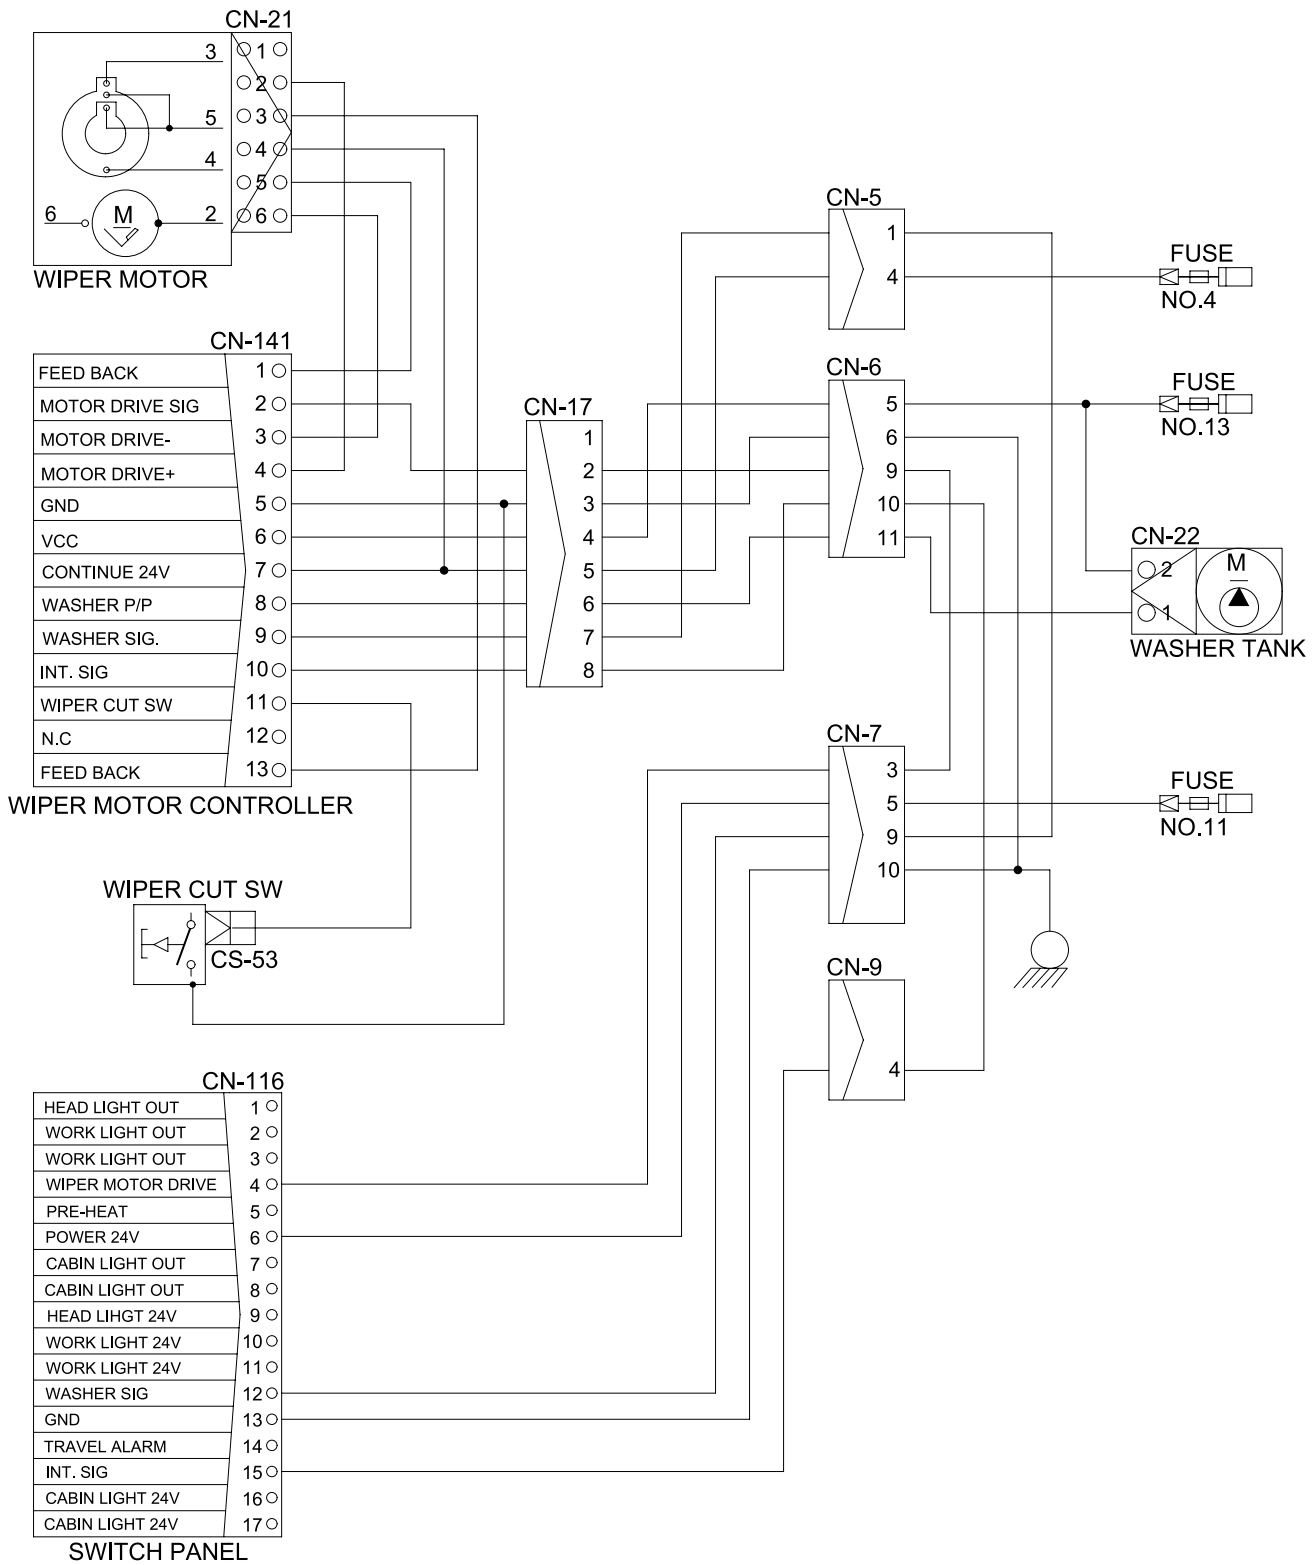 CN-21
3
5
4
6
M
2
1
2
3
4
5
6
WIPER MOTOR
CN-141
FEED BACK 1
MOTOR DRIVE SIG 2
MOTOR DRIVE- 3
MOTOR DRIVE+ 4
GND 5
VCC 6
CONTINUE 24V 7
WASHER P/P 8
WASHER SIG. 9
INT. SIG 10
WIPER CUT SW 11
N.C 12
FEED BACK 13
WIPER MOTOR CONTROLLER
WIPER CUT SW
CS-53
CN-17
1
2
3
4
5
6
7
8
CN-5
1
4
CN-6
5
6
9
10
11
CN-7
3
5
9
10
CN-9
4
FUSE
NO.4
FUSE
NO.13
CN-22
2
1
M
WASHER TANK
FUSE
NO.11
CN-116
HEAD LIGHT OUT 1
WORK LIGHT OUT 2
WORK LIGHT OUT 3
WIPER MOTOR DRIVE 4
PRE-HEAT 5
POWER 24V 6
CABIN LIGHT OUT 7
CABIN LIGHT OUT 8
HEAD LIHGT 24V 9
WORK LIGHT 24V 10
WORK LIGHT 24V 11
WASHER SIG 12
GND 13
TRAVEL ALARM 14
INT. SIG 15
CABIN LIGHT 24V 16
CABIN LIGHT 24V 17
SWITCH PANEL